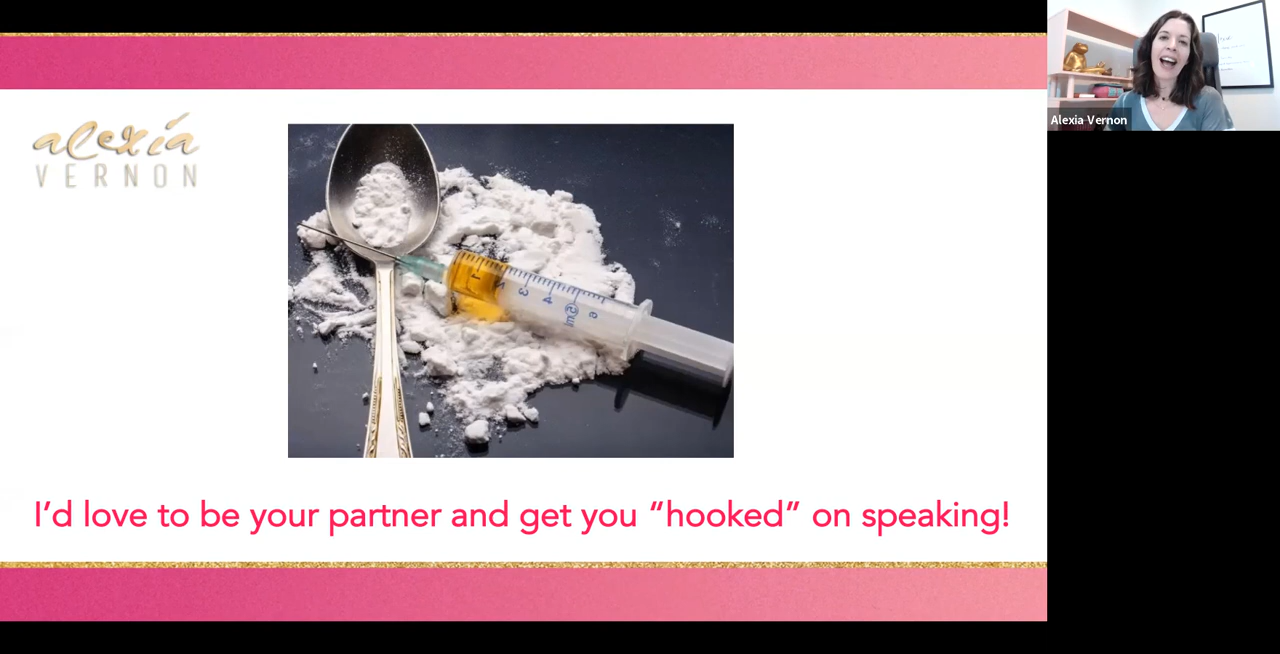 alexia
VERNON
I’d love to be your partner and get you “hooked” on speaking!
Alexia Vernon